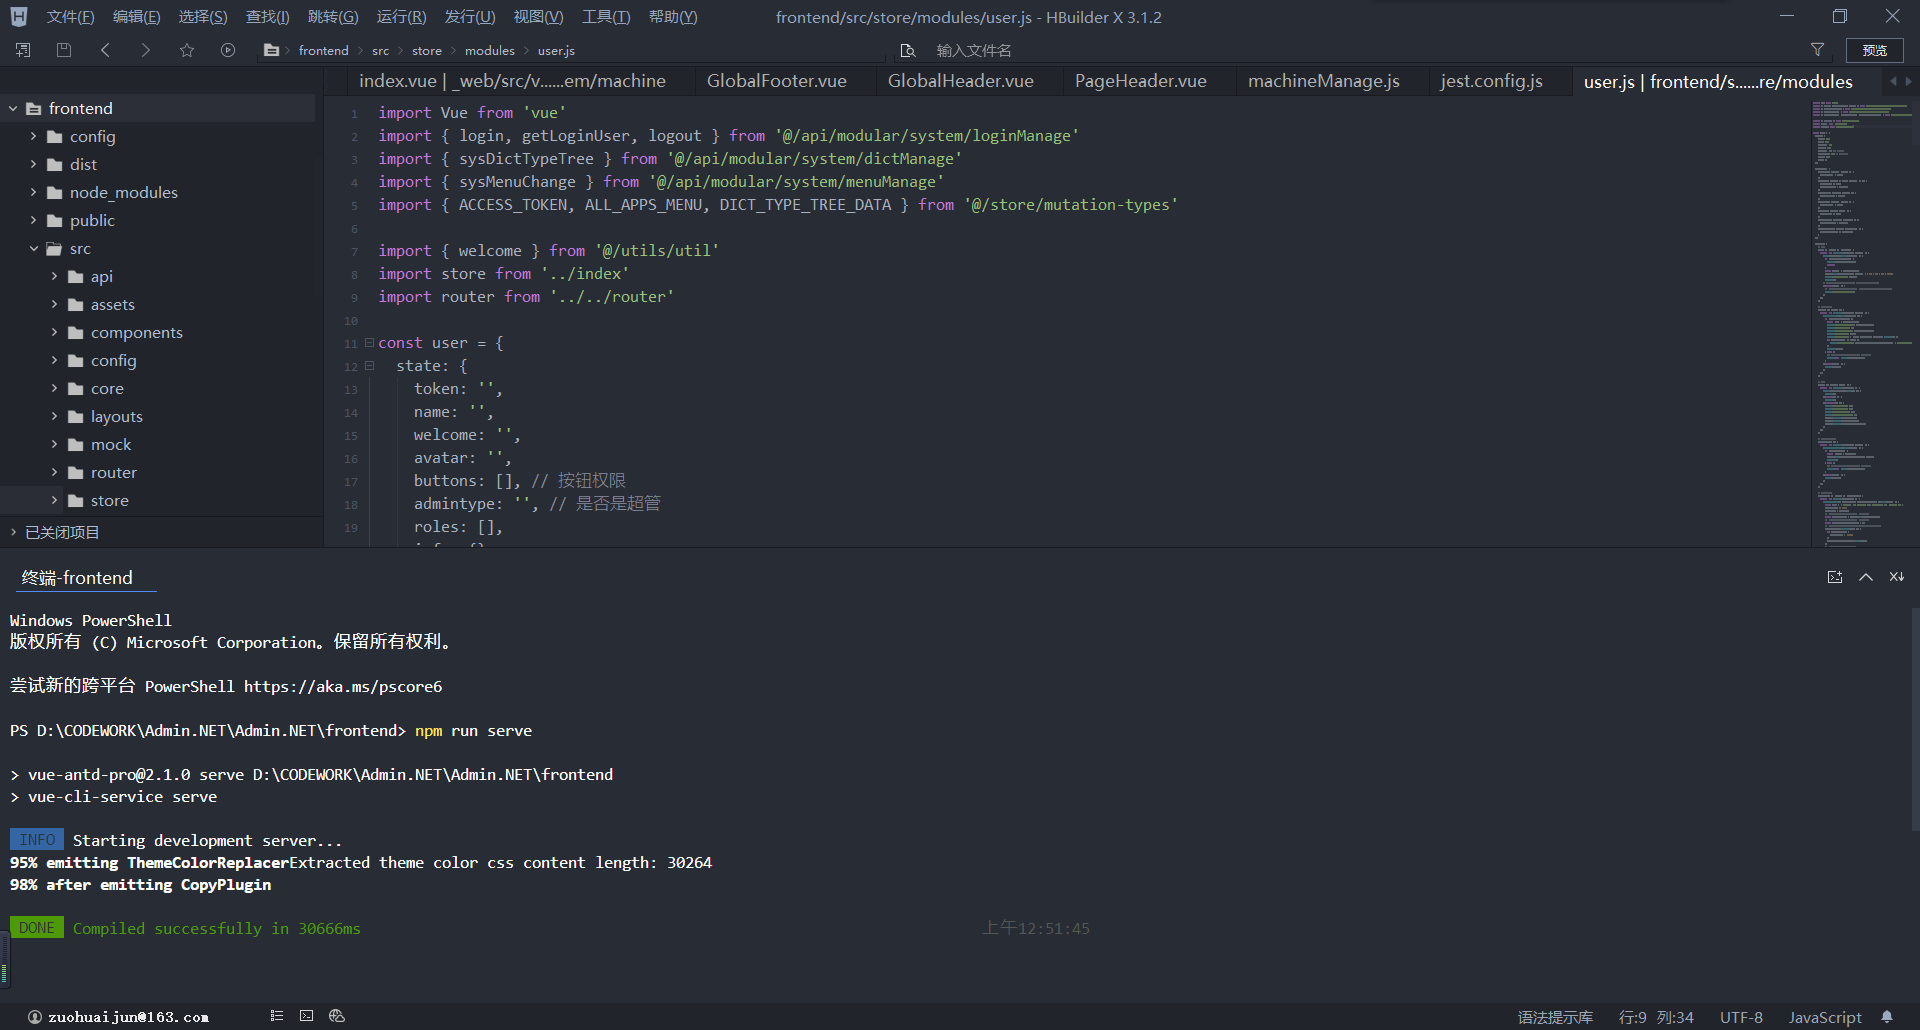 文件(F) 编辑(E) 选择(S) 查找(I) 跳转(G) 运行(R) 发行(U) 视图(V) 工具(T) 帮助(Y) frontend/src/store/modules/user.js - HBuilder X 3.1.2
frontend src store modules user.js 输入文件名 预览
index.vue | _web/src/v......em/machine GlobalFooter.vue GlobalHeader.vue PageHeader.vue machineManage.js jest.config.js user.js | frontend/s......re/modules
frontend
config
dist
node_modules
public
src
api
assets
components
config
core
layouts
mock
router
store
已关闭项目
1 import Vue from 'vue'
2 import { login, getLoginUser, logout } from '@/api/modular/system/loginManage'
3 import { sysDictTypeTree } from '@/api/modular/system/dictManage'
4 import { sysMenuChange } from '@/api/modular/system/menuManage'
5 import { ACCESS_TOKEN, ALL_APPS_MENU, DICT_TYPE_TREE_DATA } from '@/store/mutation-types'
6
7 import { welcome } from '@/utils/util'
8 import store from '../index'
9 import router from '../../router'
10
11 const user = {
12 state: {
13 token: '',
14 name: '',
15 welcome: '',
16 avatar: '',
17 buttons: [], // 按钮权限
18 admintype: '', // 是否是超管
19 roles: [],
终端-frontend
Windows PowerShell
版权所有 (C) Microsoft Corporation。保留所有权利。
尝试新的跨平台 PowerShell https://aka.ms/pscore6
PS D:\CODEWORK\Admin.NET\Admin.NET\frontend> npm run serve
> vue-antd-pro@2.1.0 serve D:\CODEWORK\Admin.NET\Admin.NET\frontend
> vue-cli-service serve
INFO Starting development server...
95% emitting ThemeColorReplacerExtracted theme color css content length: 30264
98% after emitting CopyPlugin
DONE Compiled successfully in 30666ms 上午12:51:45
zuohuaijun@163.com 语法提示库 行:9 列:34 UTF-8 JavaScript